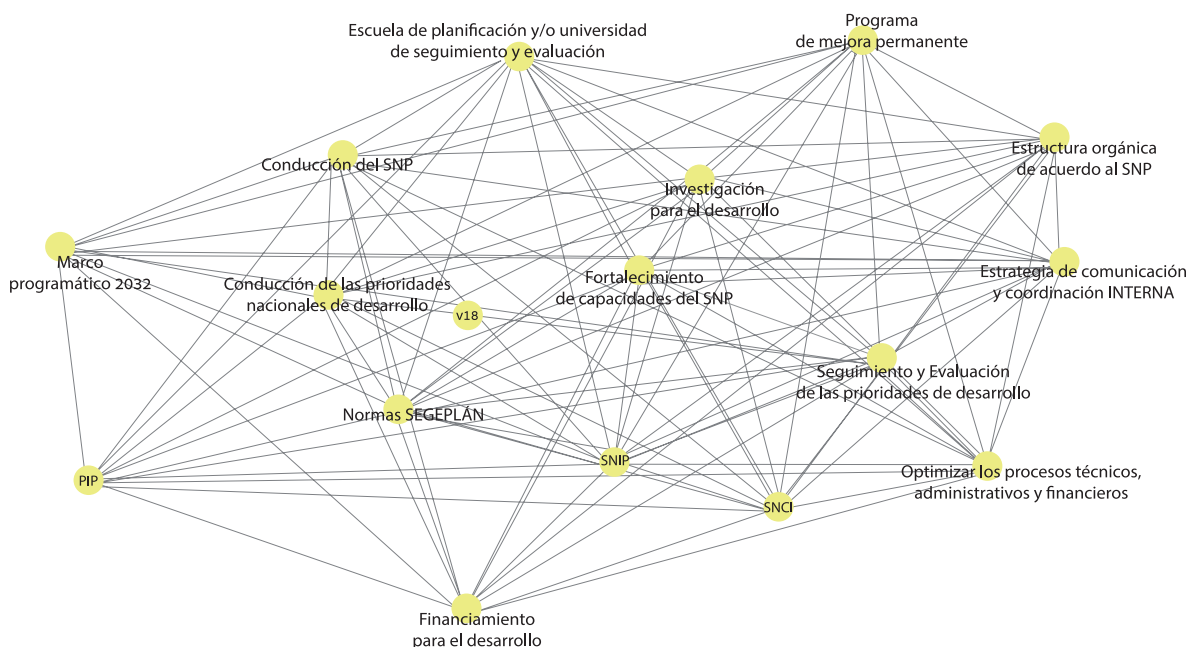 Escuela de planificación y/o universidad
de seguimiento y evaluación
Programa
de mejora permanente
Conducción del SNP
Estructura orgánica
de acuerdo al SNP
Investigación
para el desarrollo
Marco
programático 2032
Conducción de las prioridades
nacionales de desarrollo
Fortalecimiento
de capacidades del SNP
Estrategia de comunicación
y coordinación INTERNA
v18
Seguimiento y Evaluación
de las prioridades de desarrollo
Normas SEGEPLÁN
SNIP
PIP
Optimizar los procesos técnicos,
administrativos y financieros
SNCI
Financiamiento
para el desarrollo